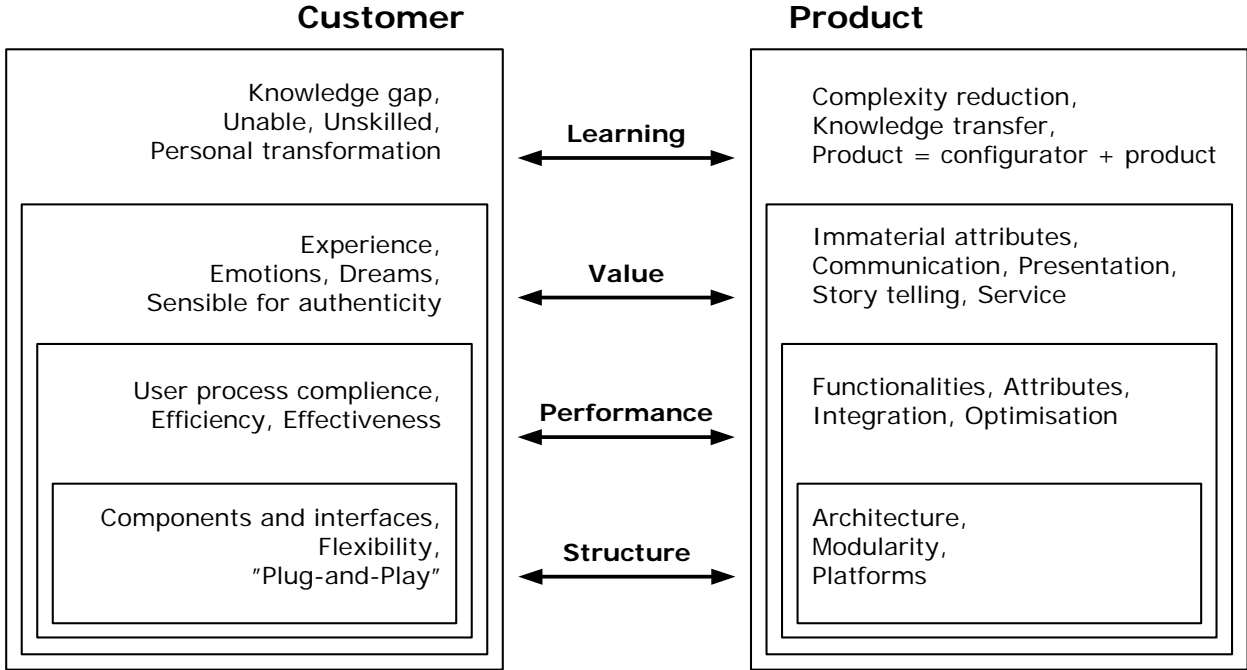 Customer
Product
Knowledge gap,
Unable, Unskilled,
Personal transformation
Learning
Complexity reduction,
Knowledge transfer,
Product = configurator + product
Experience,
Emotions, Dreams,
Sensible for authenticity
Value
Immaterial attributes,
Communication, Presentation,
Story telling, Service
User process complience,
Efficiency, Effectiveness
Performance
Functionalities, Attributes,
Integration, Optimisation
Components and interfaces,
Flexibility,
"Plug-and-Play"
Structure
Architecture,
Modularity,
Platforms